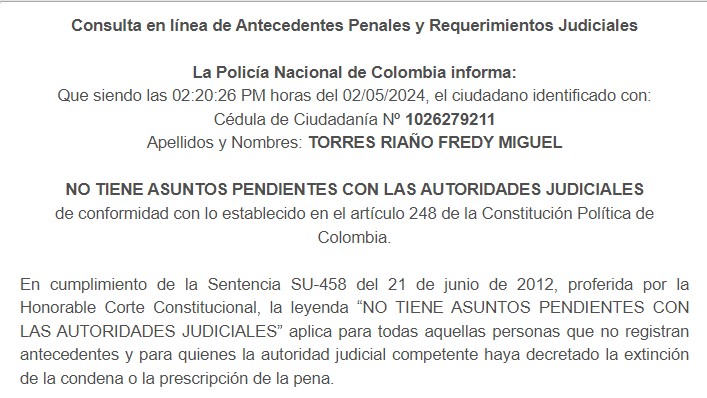 Consulta en línea de Antecedentes Penales y Requerimientos Judiciales
La Policía Nacional de Colombia informa:
Que siendo las 02:20:26 PM horas del 02/05/2024, el ciudadano identificado con:
Cédula de Ciudadanía Nº 1026279211
Apellidos y Nombres: TORRES RIAÑO FREDY MIGUEL
NO TIENE ASUNTOS PENDIENTES CON LAS AUTORIDADES JUDICIALES
de conformidad con lo establecido en el artículo 248 de la Constitución Política de
Colombia.
En cumplimiento de la Sentencia SU-458 del 21 de junio de 2012, proferida por la
Honorable Corte Constitucional, la leyenda “NO TIENE ASUNTOS PENDIENTES CON
LAS AUTORIDADES JUDICIALES” aplica para todas aquellas personas que no registran
antecedentes y para quienes la autoridad judicial competente haya decretado la extinción
de la condena o la prescripción de la pena.